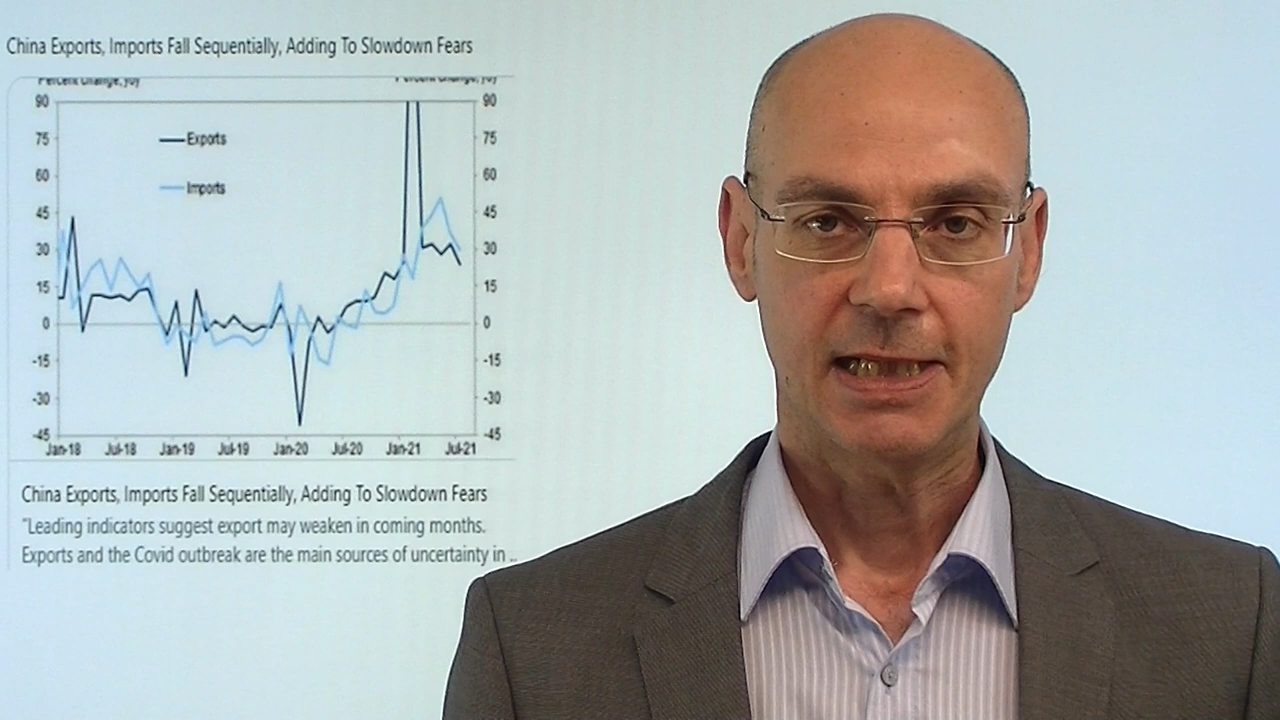 China Exports, Imports Fall Sequentially, Adding To Slowdown Fears
Percent change, yoy Percent change, yoy
90 90
75 Exports 75
60 Imports 60
45 45
30 30
15 15
0 0
-15 -15
-30 -30
-45 -45
Jan-18 Jul-18 Jan-19 Jul-19 Jan-20 Jul-20 Jan-21 Jul-21
China Exports, Imports Fall Sequentially, Adding To Slowdown Fears
"Leading indicators suggest export may weaken in coming months.
Exports and the Covid outbreak are the main sources of uncertainty in ...